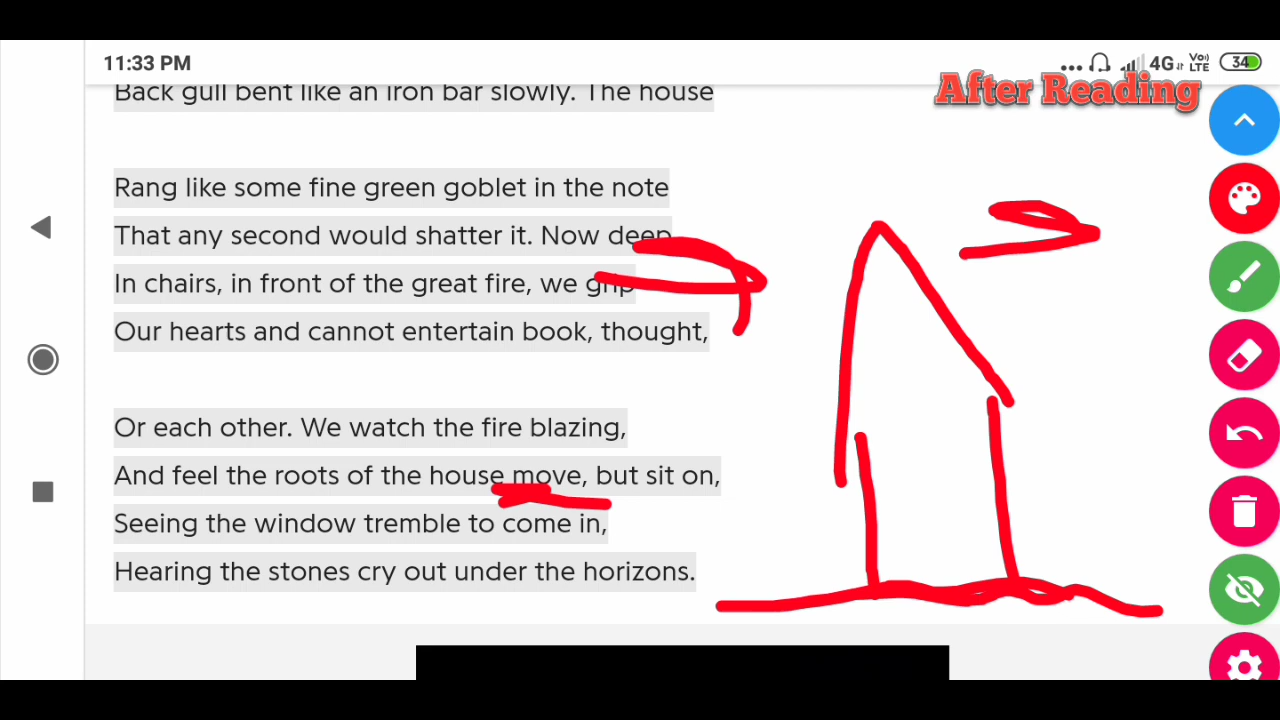 11:33 PM
4G
Vo))
LTE
34
After Reading
Back gull bent like an iron bar slowly. The house
Rang like some fine green goblet in the note
That any second would shatter it. Now deep
In chairs, in front of the great fire, we grip
Our hearts and cannot entertain book, thought,
Or each other. We watch the fire blazing,
And feel the roots of the house move, but sit on,
Seeing the window tremble to come in,
Hearing the stones cry out under the horizons.